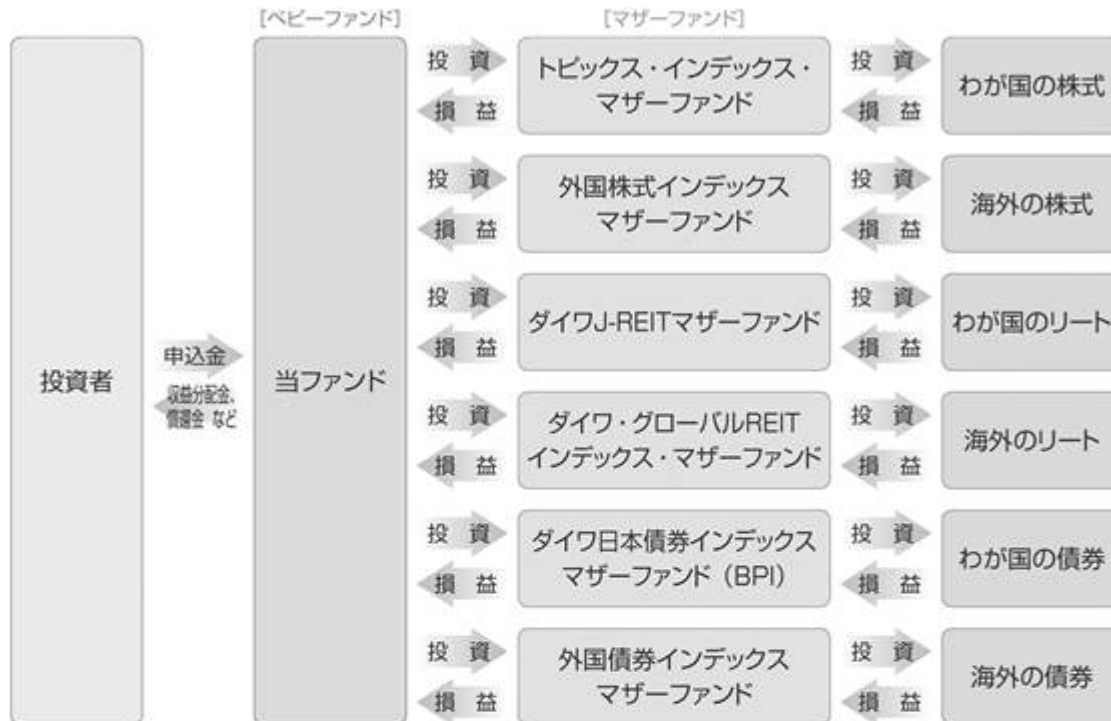 [ベビーファンド]
[マザーファンド]
投資者
申込金
収益分配金、
償還金 など
当ファンド
投 資
損 益
トピックス・インデックス・
マザーファンド
投 資
損 益
わが国の株式
投 資
損 益
外国株式インデックス
マザーファンド
投 資
損 益
海外の株式
投 資
損 益
ダイワJ-REITマザーファンド
投 資
損 益
わが国のリート
投 資
損 益
ダイワ・グローバルREIT
インデックス・マザーファンド
投 資
損 益
海外のリート
投 資
損 益
ダイワ日本債券インデックス
マザーファンド（BPI）
投 資
損 益
わが国の債券
投 資
損 益
外国債券インデックス
マザーファンド
投 資
損 益
海外の債券